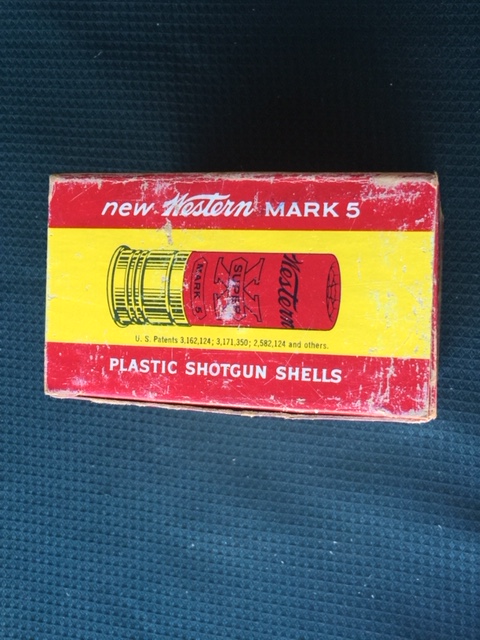 new Western MARK 5
Western
SUPER X
MARK 5
U. S. Patents 3,162,124; 3,171,350; 2,582,124 and others.
PLASTIC SHOTGUN SHELLS